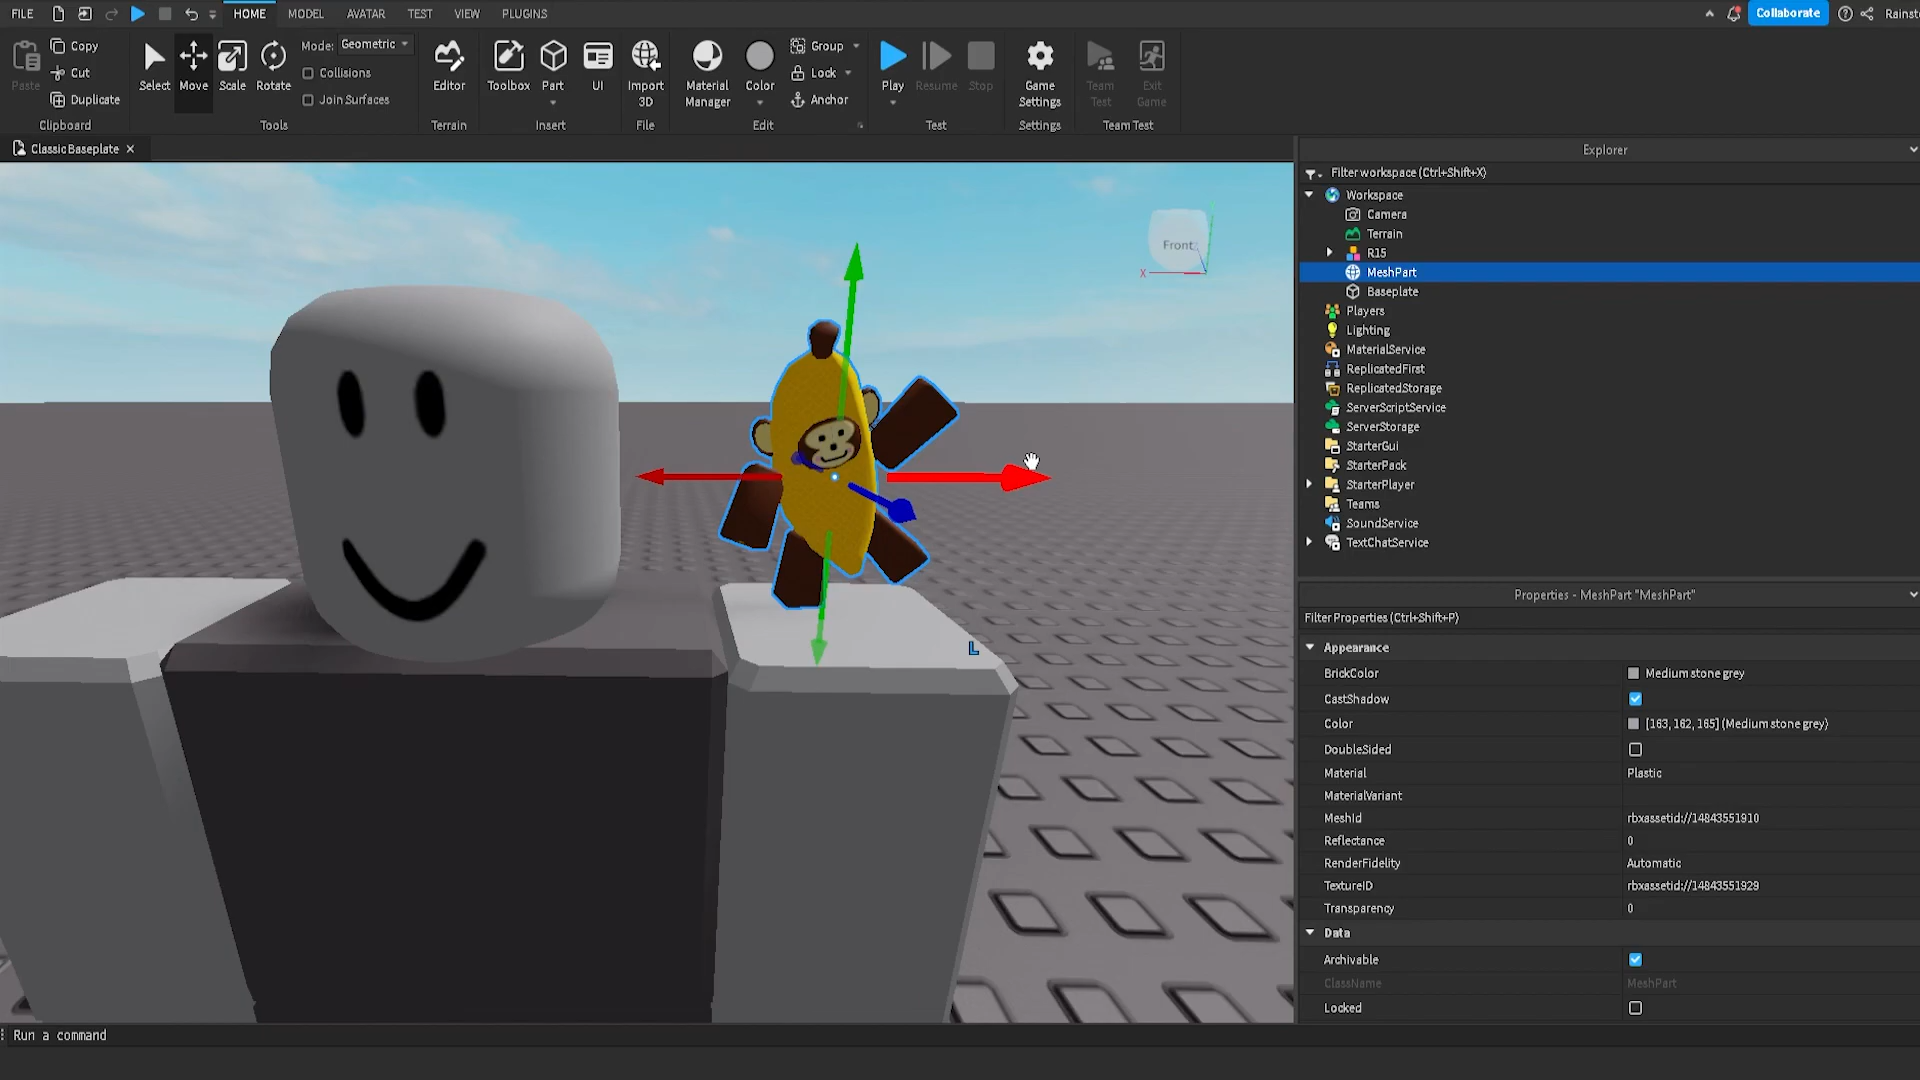 FILE
HOME
MODEL
AVATAR
TEST
VIEW
PLUGINS
Collaborate
Rainst
Paste
Copy
Cut
Duplicate
Clipboard
Select
Move
Scale
Rotate
Mode: Geometric
Collisions
Join Surfaces
Tools
Editor
Terrain
Toolbox
Part
UI
Insert
Import
3D
File
Material
Manager
Color
Group
Lock
Anchor
Edit
Play
Resume
Stop
Test
Game
Settings
Settings
Team
Test
Exit
Game
Team Test
Classic Baseplate
Front
X
L
Explorer
Filter workspace (Ctrl+Shift+X)
Workspace
Camera
Terrain
R15
MeshPart
Baseplate
Players
Lighting
MaterialService
ReplicatedFirst
ReplicatedStorage
ServerScriptService
ServerStorage
StarterGui
StarterPack
StarterPlayer
Teams
SoundService
TextChatService
Properties - MeshPart "MeshPart"
Filter Properties (Ctrl+Shift+P)
Appearance
BrickColor Medium stone grey
CastShadow
Color [163, 162, 165] (Medium stone grey)
DoubleSided
Material Plastic
MaterialVariant
MeshId rbxassetid://14843551910
Reflectance 0
RenderFidelity Automatic
TextureID rbxassetid://14843551929
Transparency 0
Data
Archivable
ClassName MeshPart
Locked
Run a command